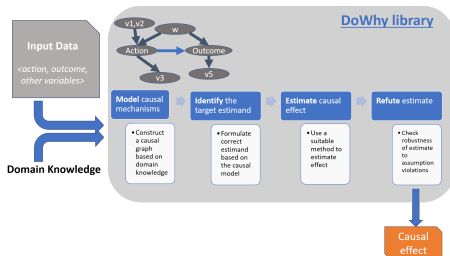 DoWhy library
Input Data
<action, outcome,
other variables>
v1,v2
w
Action
Outcome
v3
v5
Domain Knowledge
Model causal
mechanisms
• Construct
a causal
graph
based on
domain
knowledge
Identify the
target estimand
• Formulate
correct
estimand
based on
the causal
model
Estimate causal
effect
• Use a
suitable
method to
estimate
effect
Refute estimate
• Check
robustness
of estimate
to
assumption
violations
Causal
effect